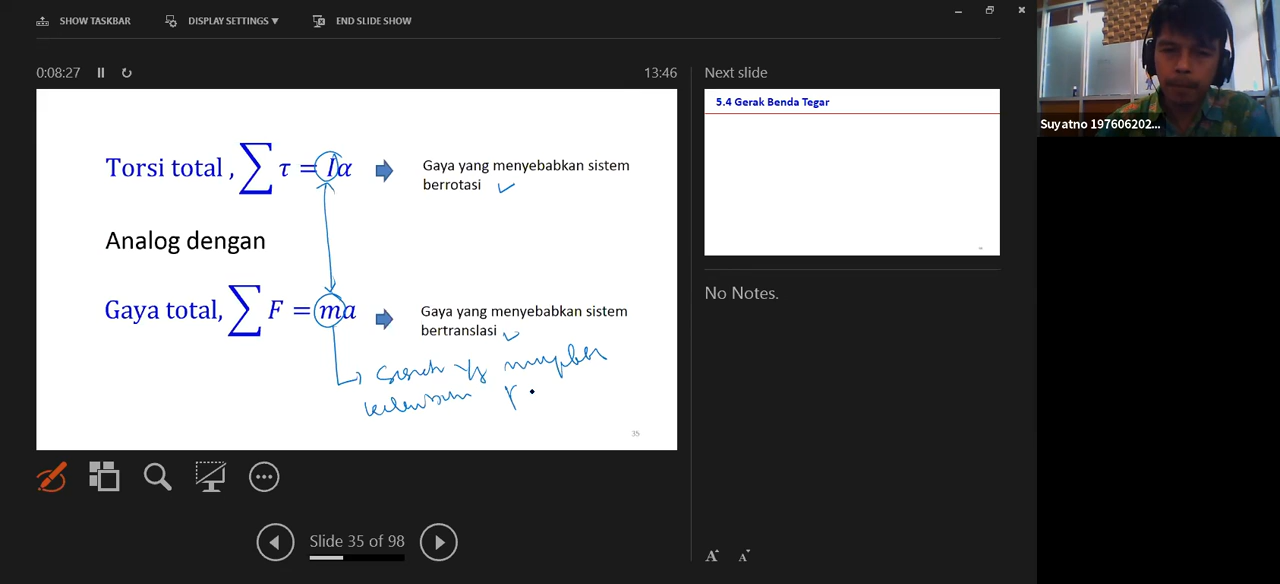 SHOW TASKBAR
DISPLAY SETTINGS ▼
END SLIDE SHOW
0:08:27
13:46
Next slide
Torsi total , ∑ τ = Iα
Gaya yang menyebabkan sistem
berrotasi
Analog dengan
Gaya total, ∑ F = ma
Gaya yang menyebabkan sistem
bertranslasi
yg
35
5.4 Gerak Benda Tegar
Suyatno 197606202...
No Notes.
Slide 35 of 98
A A